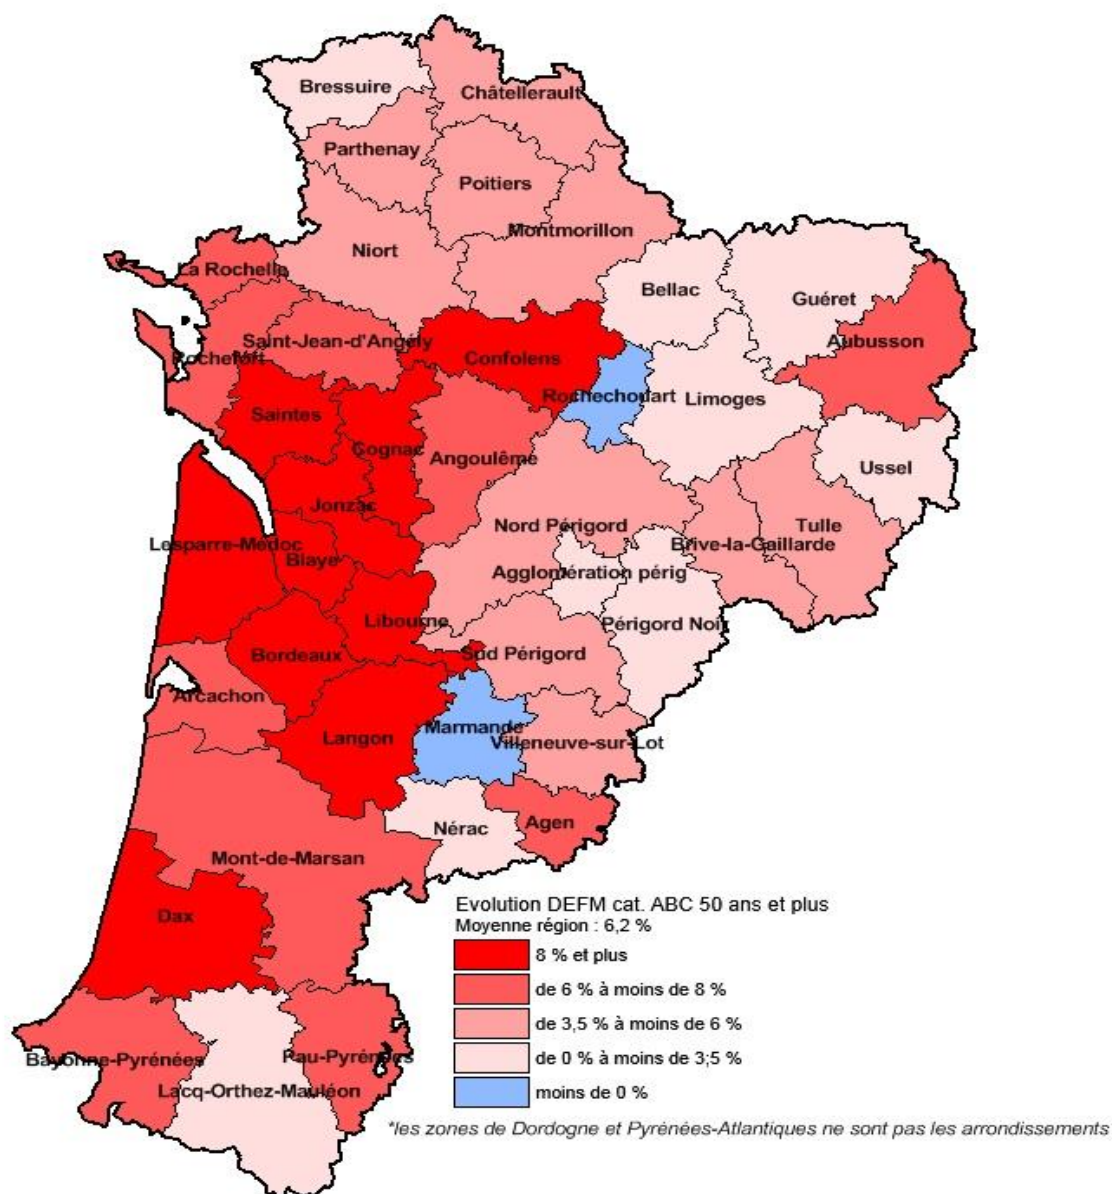 Bressuire
Châtellerault
Parthenay
Poitiers
Montmorillon
Niort
La Rochelle
Bellac
Guéret
Saint-Jean-d'Angély
Aubusson
Rochefort
Confolens
Rochechouart
Limoges
Saintes
Cognac
Angoulême
Ussel
Jonzac
Nord Périgord
Tulle
Lesparre-Médoc
Brive-la-Gaillarde
Blaye
Agglomération périg
Libourne
Périgord Noir
Bordeaux
Sud Périgord
Arcachon
Langon
Marmande
Villeneuve-sur-Lot
Nérac
Agen
Mont-de-Marsan
Dax
Bayonne-Pyrénées
Pau-Pyrénées
Lacq-Orthez-Mauléon
Evolution DEFM cat. ABC 50 ans et plus
Moyenne région : 6,2 %
8 % et plus
de 6 % à moins de 8 %
de 3,5 % à moins de 6 %
de 0 % à moins de 3;5 %
moins de 0 %
*les zones de Dordogne et Pyrénées-Atlantiques ne sont pas les arrondissements